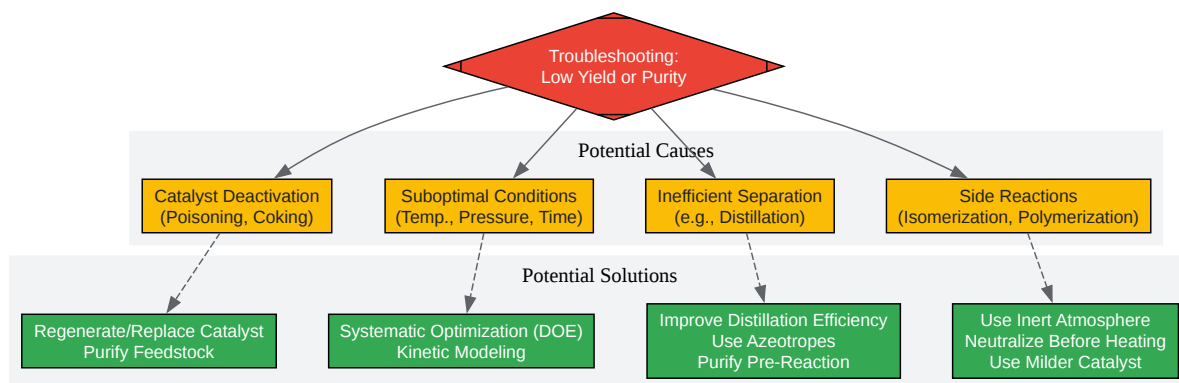 Troubleshooting:
Low Yield or Purity
Potential Causes
Catalyst Deactivation
(Poisoning, Coking)
Suboptimal Conditions
(Temp., Pressure, Time)
Inefficient Separation
(e.g., Distillation)
Side Reactions
(Isomerization, Polymerization)
Potential Solutions
Regenerate/Replace Catalyst
Purify Feedstock
Systematic Optimization (DOE)
Kinetic Modeling
Improve Distillation Efficiency
Use Azeotropes
Purify Pre-Reaction
Use Inert Atmosphere
Neutralize Before Heating
Use Milder Catalyst